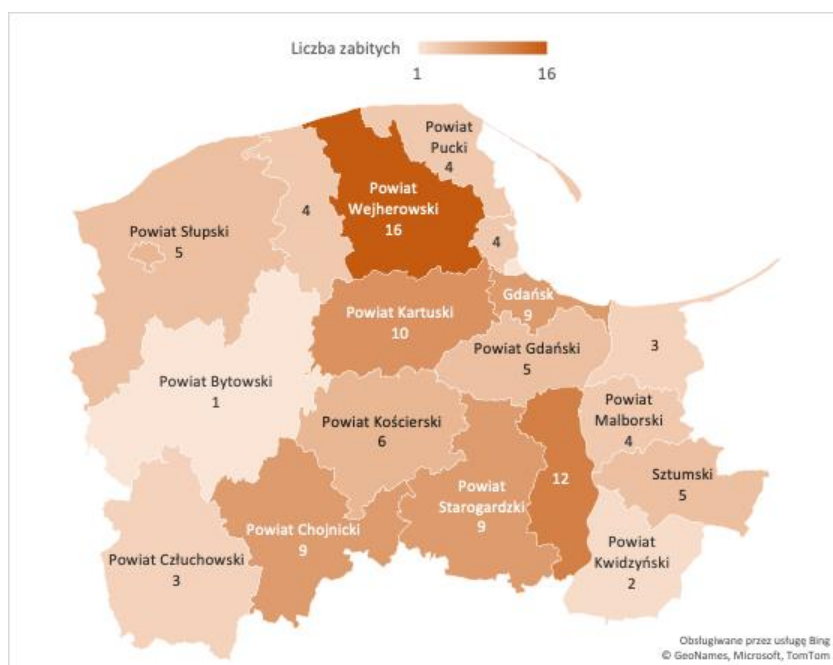 Liczba zabitych
1
16
Powiat
Pucki
4
Powiat
Wejherowski
16
4
4
Powiat Słupski
5
Gdańsk
9
Powiat Kartuski
10
Powiat Gdański
5
3
Powiat Bytowski
1
Powiat
Malborski
4
Powiat Kościerski
6
Sztumski
5
12
Powiat
Starogardzki
9
Powiat Chojnicki
9
Powiat
Kwidzyński
2
Powiat Człuchowski
3
Obsługiwane przez usługę Bing
© GeoNames, Microsoft, TomTom